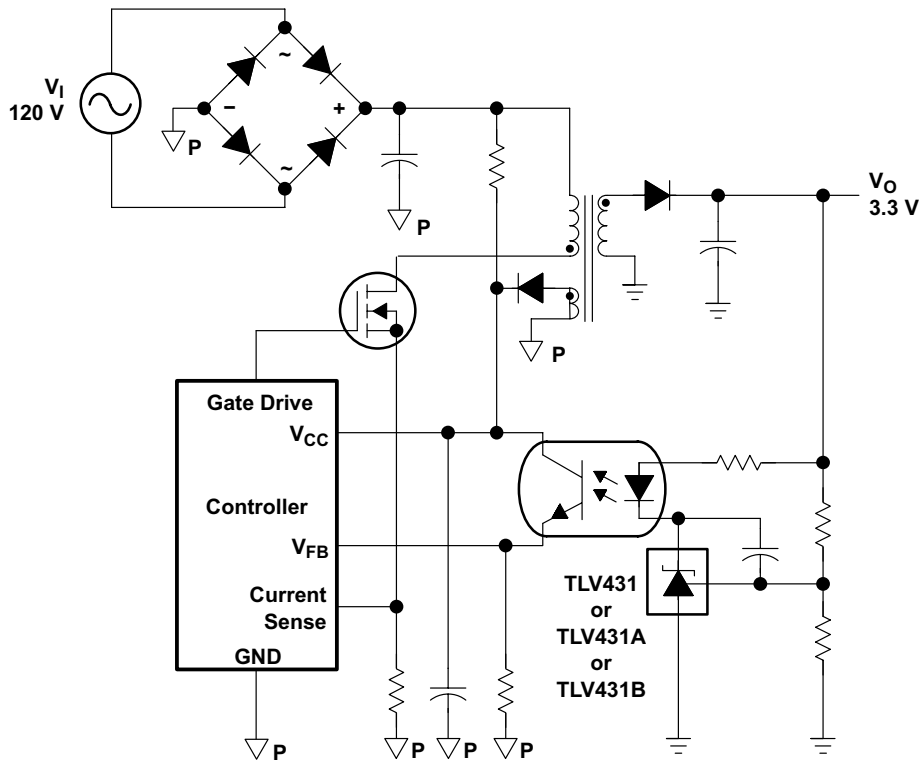 V_I
120 V
~
−
+
~
P
P
V_O
3.3 V
P
Gate Drive
V_CC
Controller
V_FB
Current
Sense
GND
TLV431
or
TLV431A
or
TLV431B
P
P
P
P